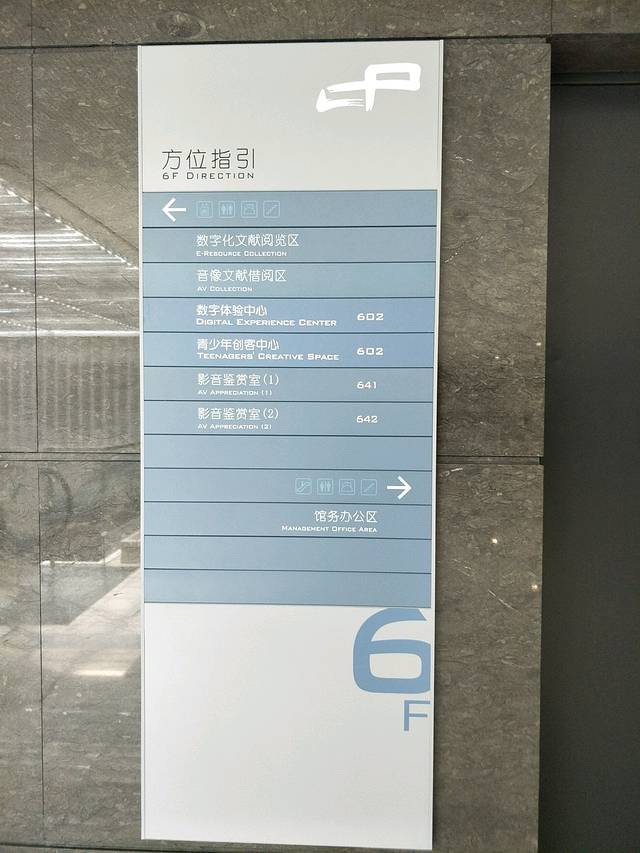 方位指引
6F DIRECTION
数字化文献阅览区
E-RESOURCE COLLECTION
音像文献借阅区
AV COLLECTION
数字体验中心
DIGITAL EXPERIENCE CENTER 602
青少年创客中心
TEENAGERS' CREATIVE SPACE 602
影音鉴赏室(1)
AV APPRECIATION (1) 641
影音鉴赏室(2)
AV APPRECIATION (2) 642
馆务办公区
MANAGEMENT OFFICE AREA
6
F